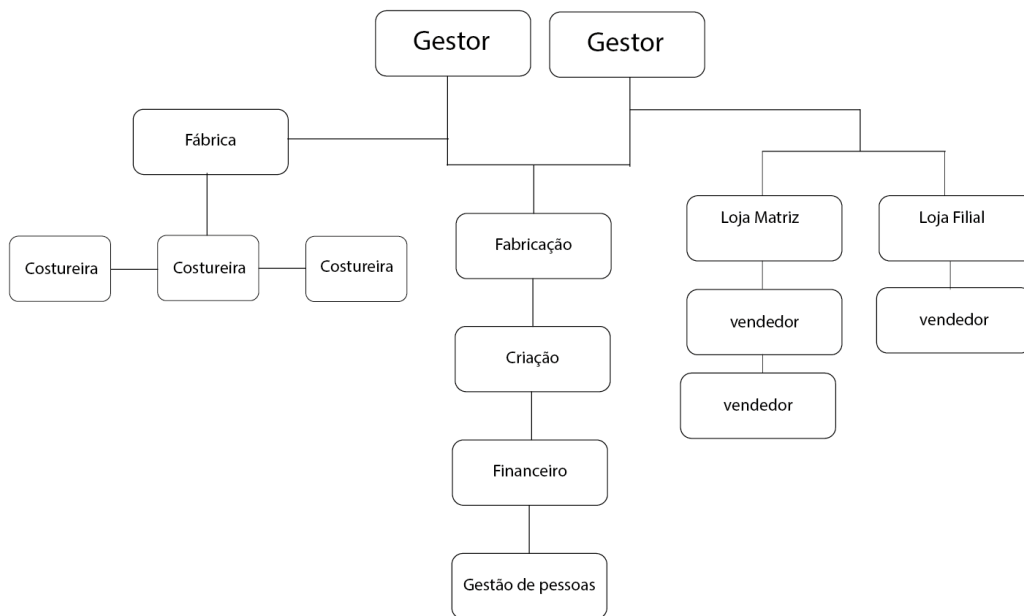 Gestor
Gestor
Fábrica
Costureira
Costureira
Costureira
Fabricação
Criação
Financeiro
Gestão de pessoas
Loja Matriz
vendedor
vendedor
Loja Filial
vendedor